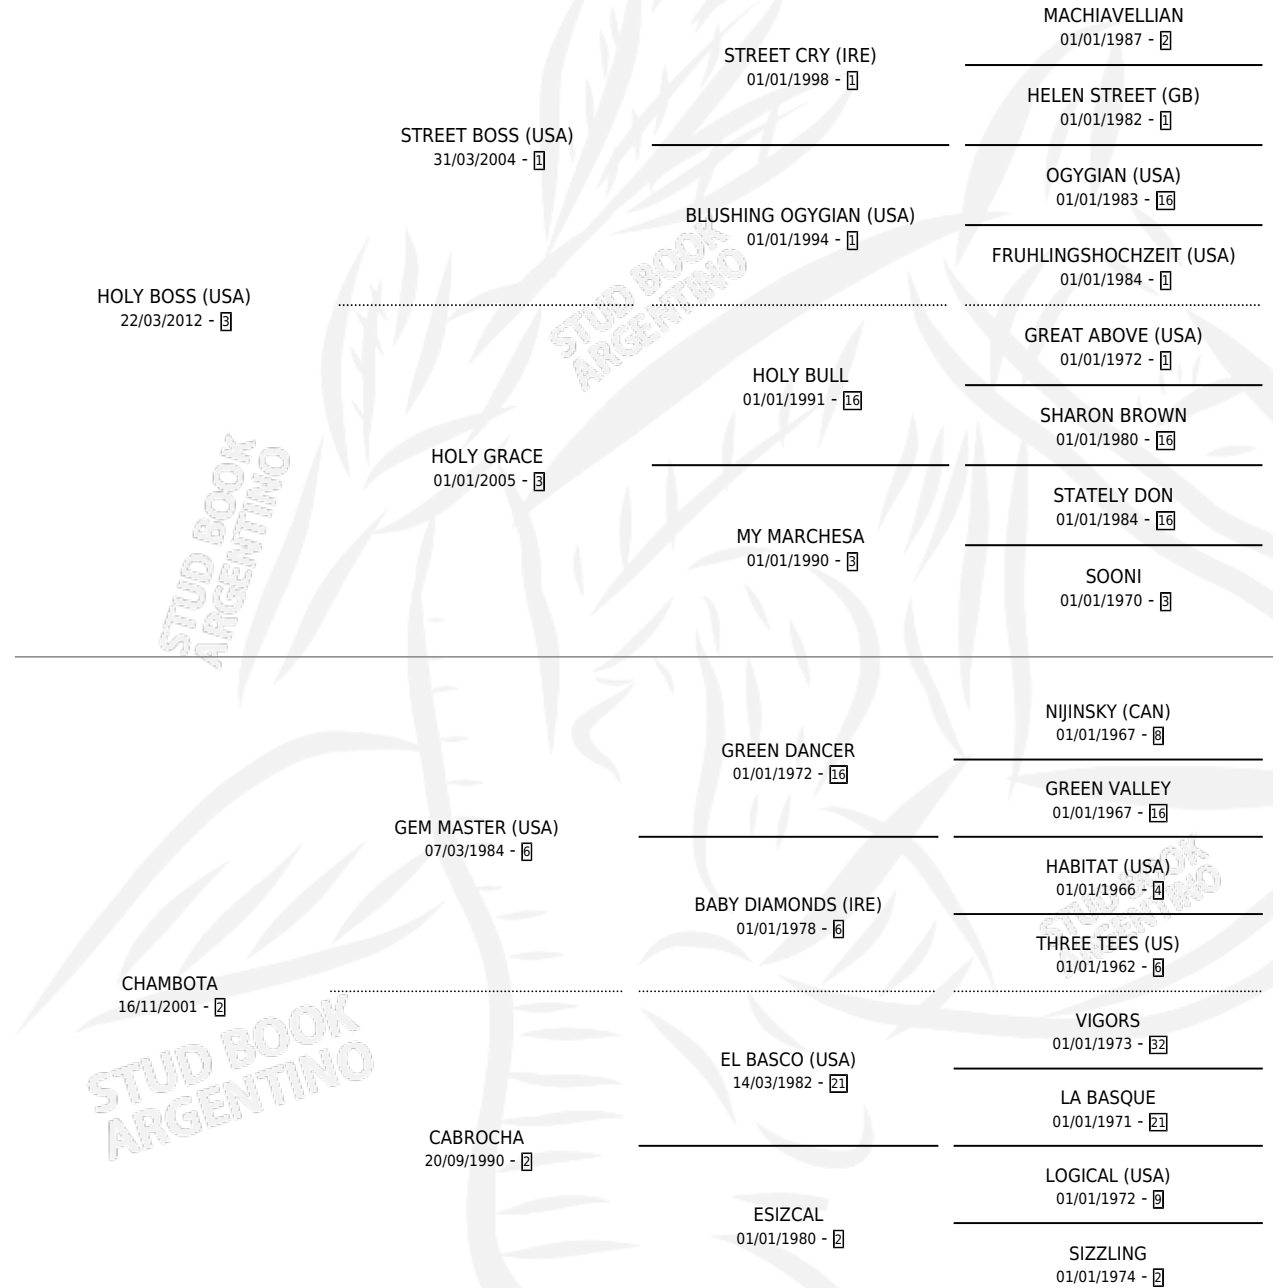 MACHIAVELLIAN
01/01/1987 - 2
STREET CRY (IRE)
01/01/1998 - 1
HELEN STREET (GB)
01/01/1982 - 1
STREET BOSS (USA)
31/03/2004 - 1
OGYGIAN (USA)
01/01/1983 - 16
BLUSHING OGYGIAN (USA)
01/01/1994 - 1
FRUHLINGSHOCHZEIT (USA)
01/01/1984 - 1
HOLY BOSS (USA)
22/03/2012 - 3
GREAT ABOVE (USA)
01/01/1972 - 1
HOLY BULL
01/01/1991 - 16
SHARON BROWN
01/01/1980 - 16
HOLY GRACE
01/01/2005 - 3
STATELY DON
01/01/1984 - 16
MY MARCHESA
01/01/1990 - 3
SOONI
01/01/1970 - 3
NIJINSKY (CAN)
01/01/1967 - 8
GREEN DANCER
01/01/1972 - 16
GREEN VALLEY
01/01/1967 - 16
GEM MASTER (USA)
07/03/1984 - 6
HABITAT (USA)
01/01/1966 - 4
BABY DIAMONDS (IRE)
01/01/1978 - 6
THREE TEES (US)
01/01/1962 - 6
CHAMBOTA
16/11/2001 - 2
VIGORS
01/01/1973 - 32
EL BASCO (USA)
14/03/1982 - 21
LA BASQUE
01/01/1971 - 21
CABROCHA
20/09/1990 - 2
LOGICAL (USA)
01/01/1972 - 9
ESIZCAL
01/01/1980 - 2
SIZZLING
01/01/1974 - 2
STUD BOOK
ARGENTINO
STUD BOOK
ARGENTINO
STUD BOOK
ARGENTINO
STUD BOOK
ARGENTINO